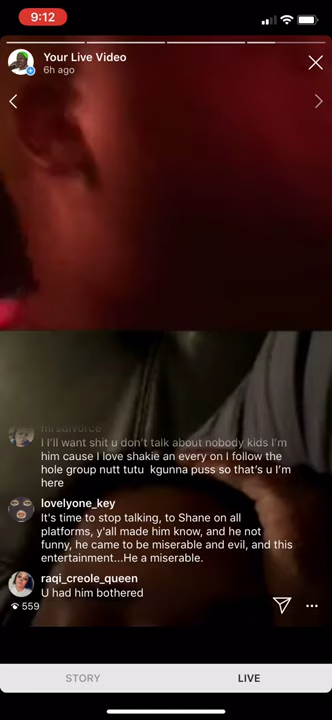 9:12
Your Live Video
6h ago
mrsdivorce
I I'll want shit u don't talk about nobody kids I'm
him cause I love shakie an every on I follow the
hole group nutt tutu kgunna puss so that's u I'm
here
lovelyone_key
It's time to stop talking, to Shane on all
platforms, y'all made him know, and he not
funny, he came to be miserable and evil, and this
entertainment...He a miserable.
raqi_creole_queen
U had him bothered
559
STORY
LIVE